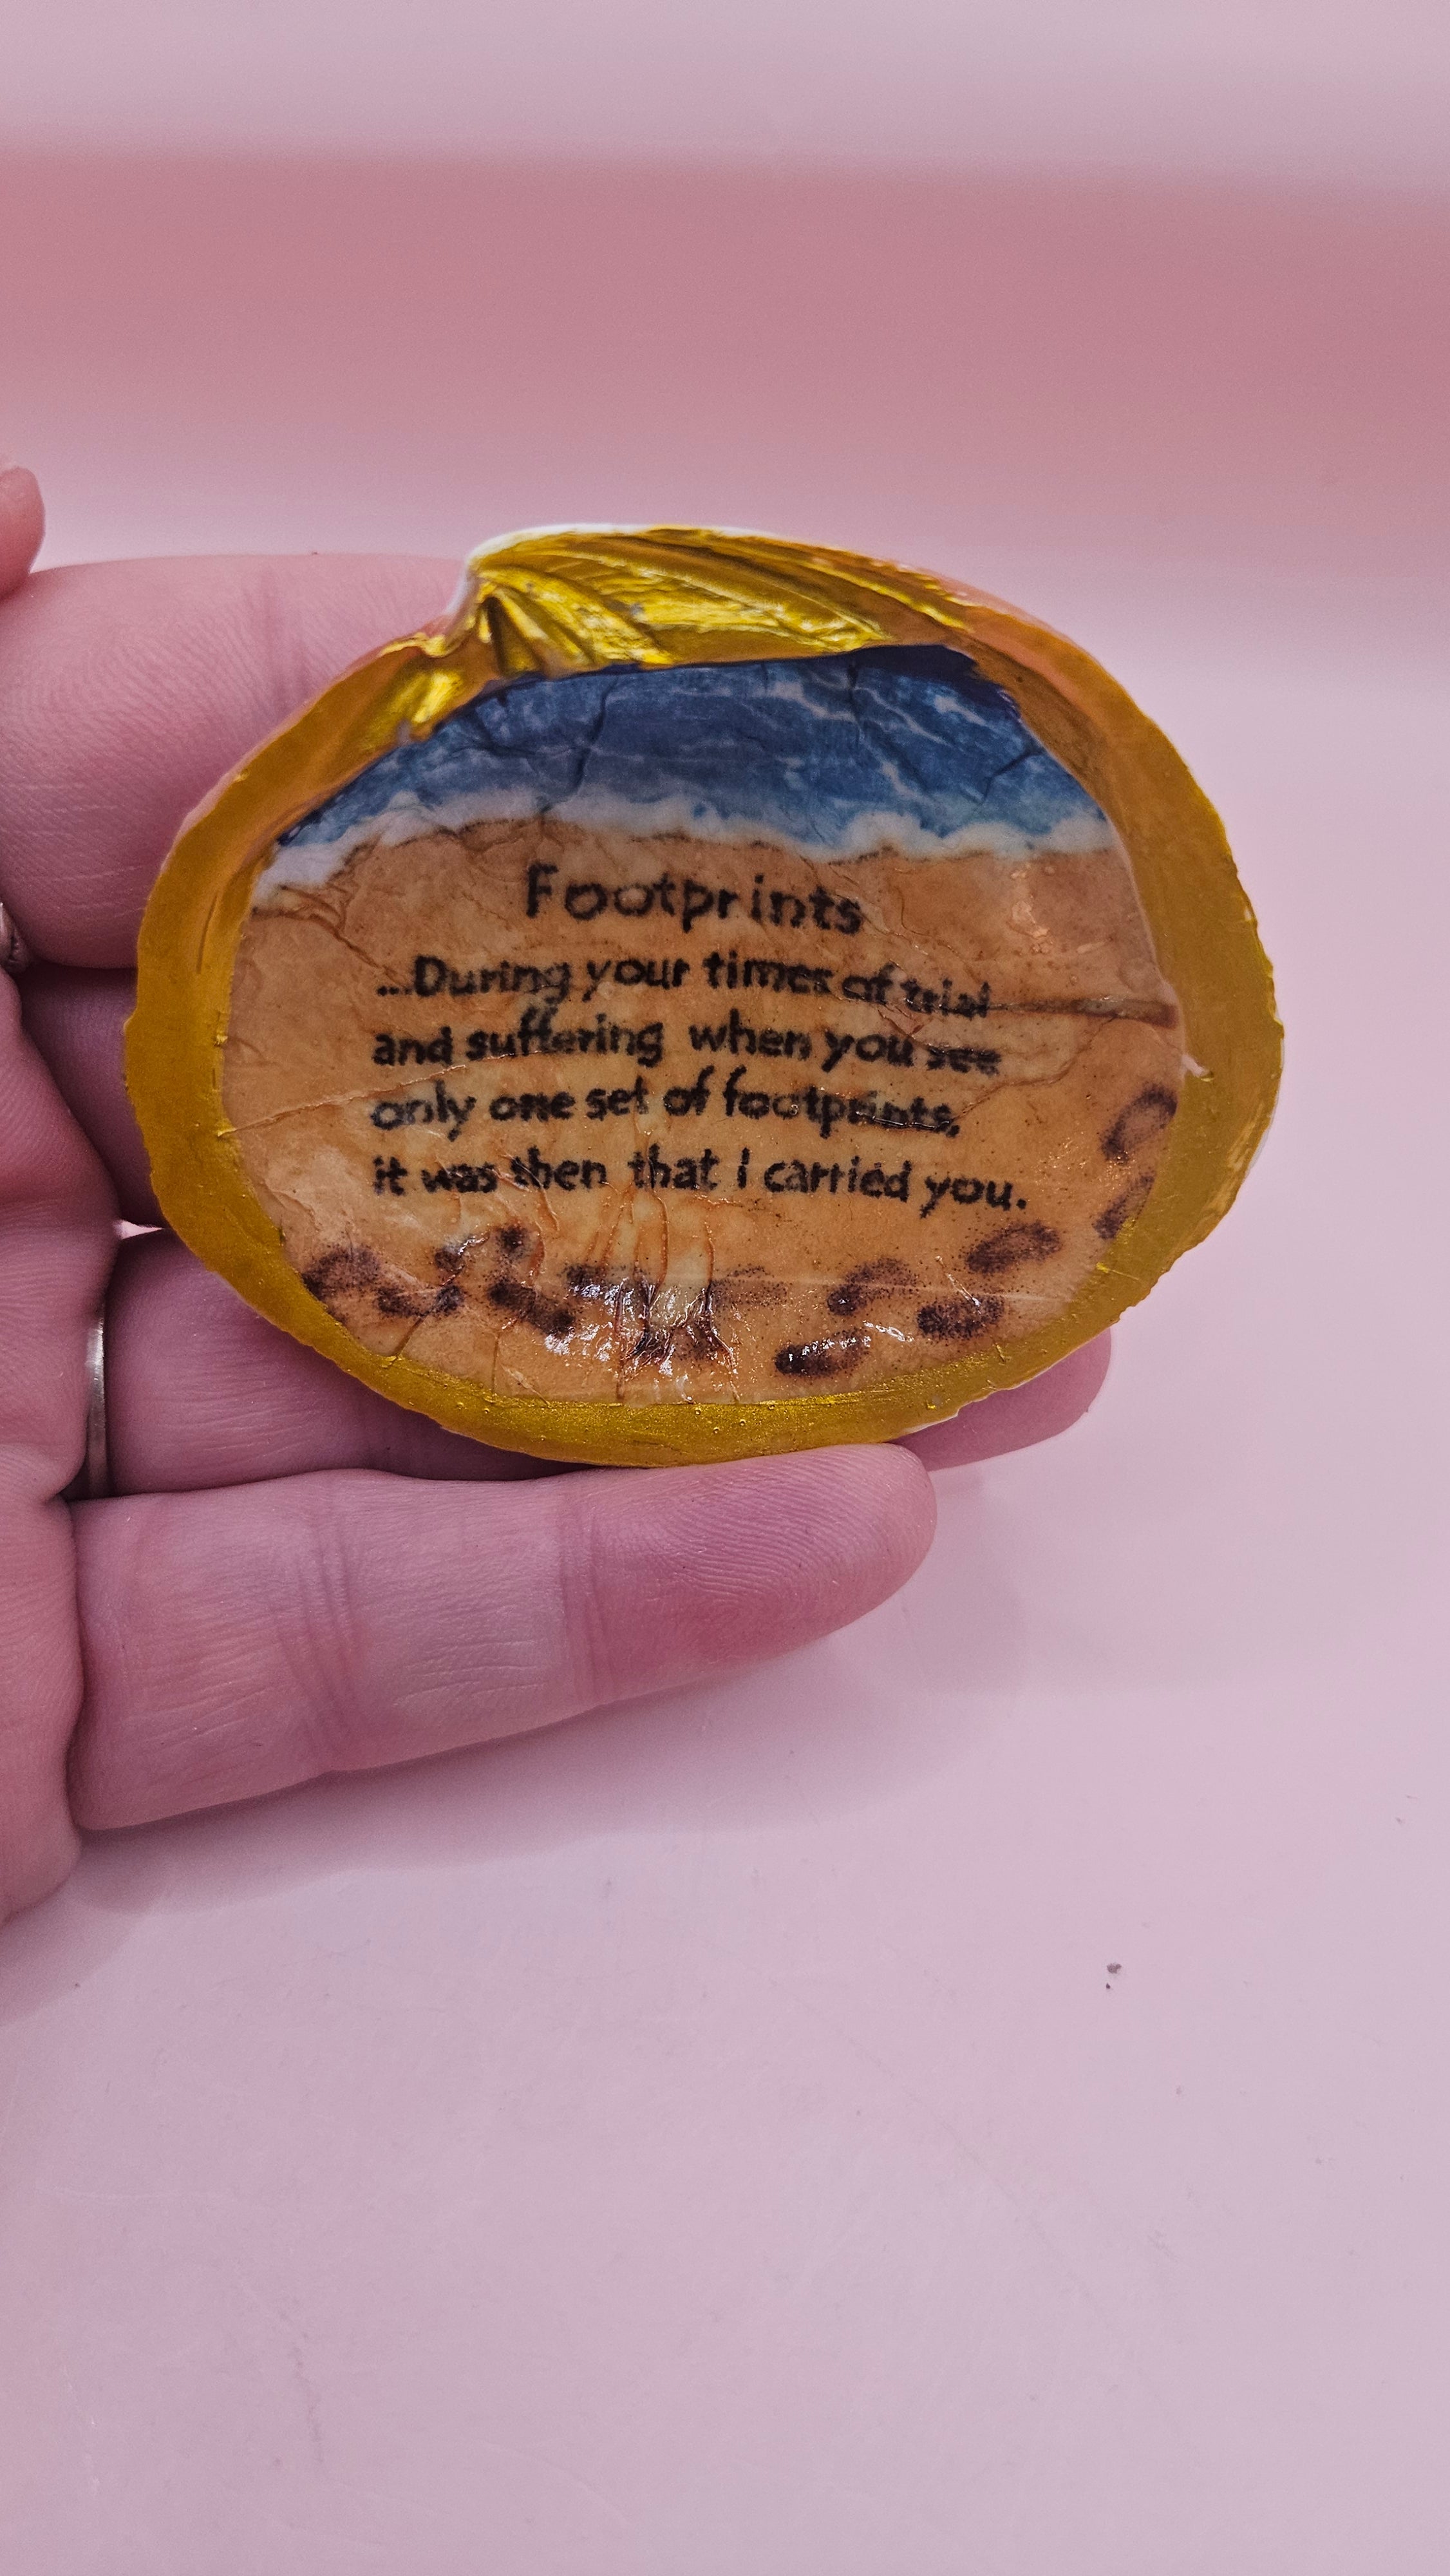 Footprints
...During your times of trial
and suffering when you see
only one set of footprints,
it was then that I carried you.